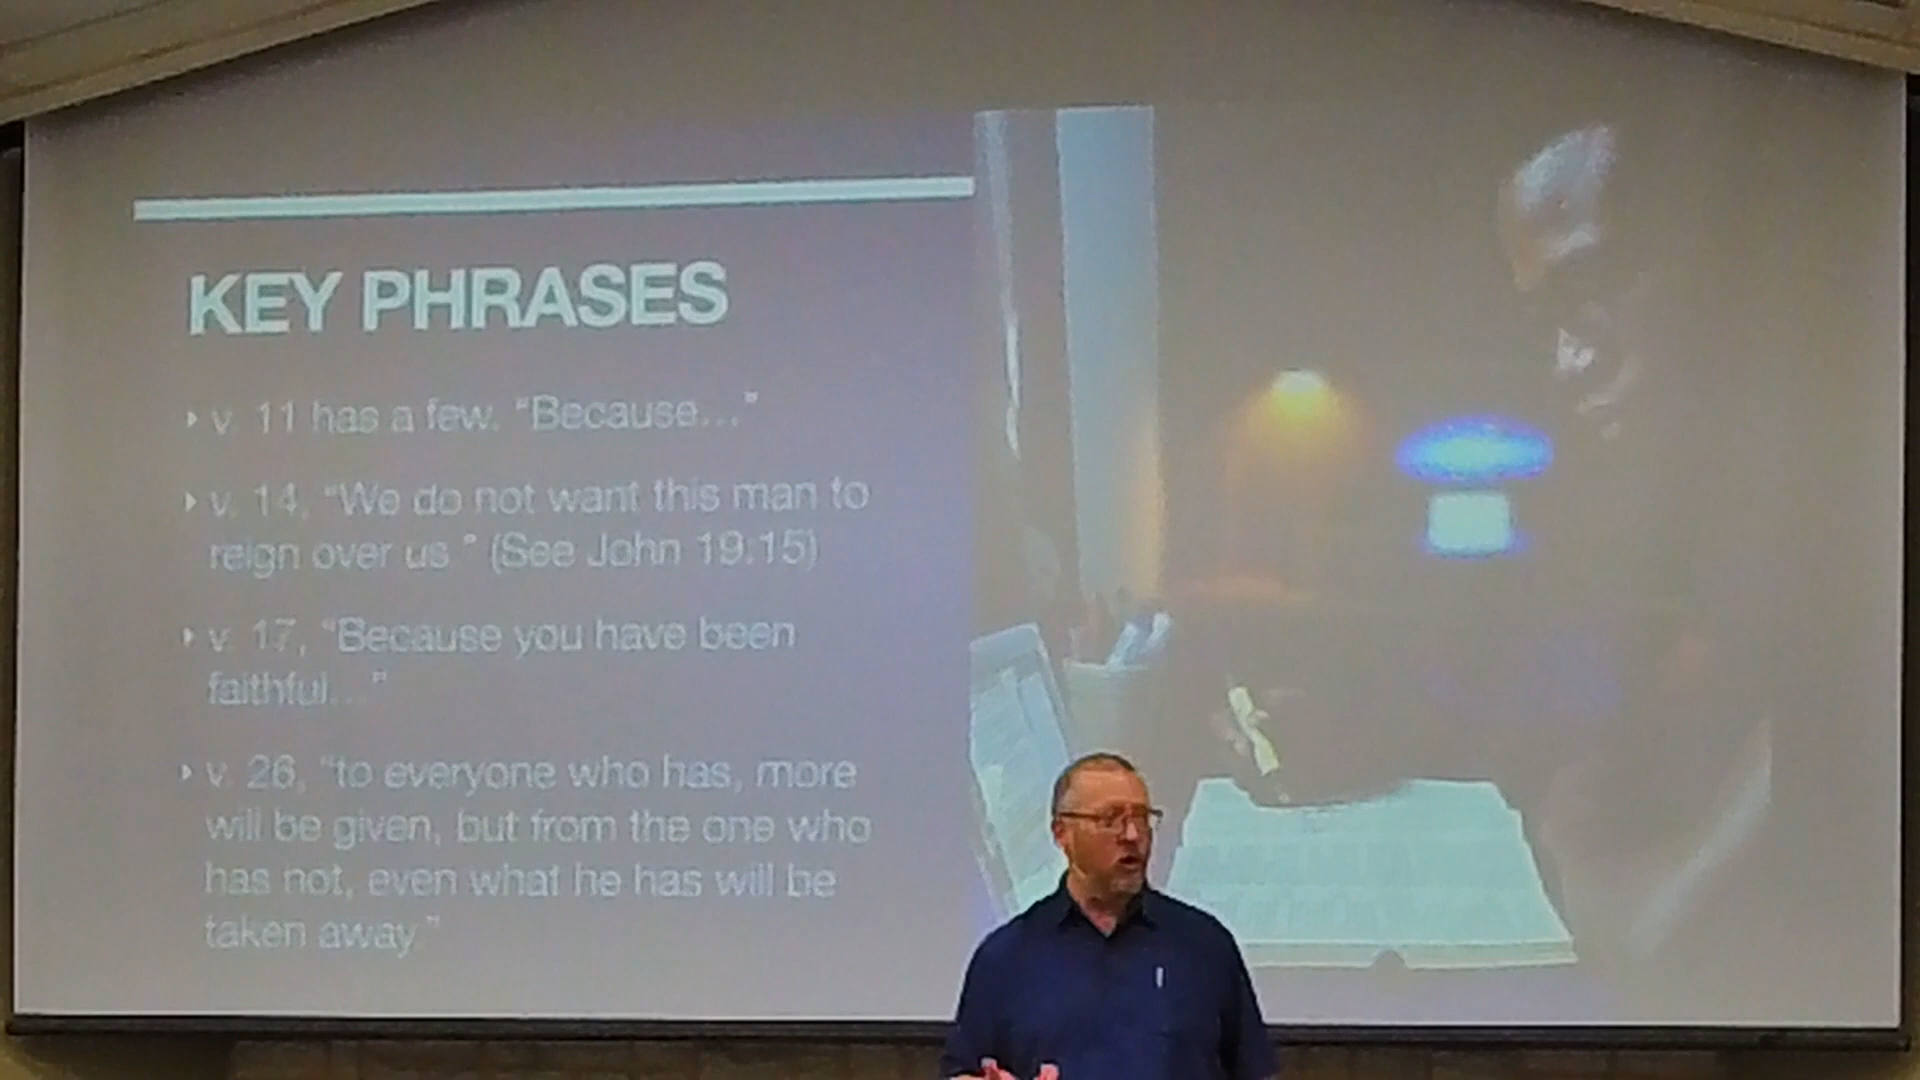 KEY PHRASES
v. 11 has a few. "Because..."
v. 14, "We do not want this man to
reign over us." (See John 19:15)
v. 17, "Because you have been
faithful..."
v. 26, "to everyone who has, more
will be given, but from the one who
has not, even what he has will be
taken away."